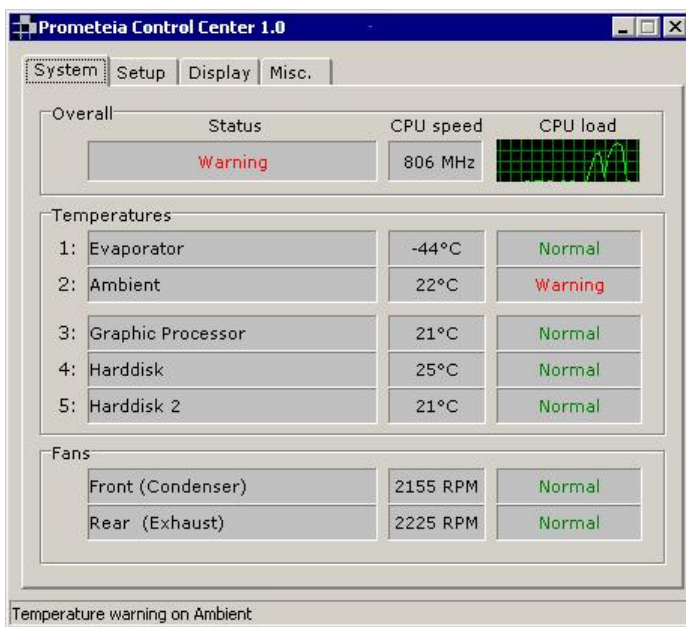 Prometeia Control Center 1.0
System Setup Display Misc.
Overall
Status CPU speed CPU load
Warning 806 MHz
Temperatures
1: Evaporator -44°C Normal
2: Ambient 22°C Warning
3: Graphic Processor 21°C Normal
4: Harddisk 25°C Normal
5: Harddisk 2 21°C Normal
Fans
Front (Condenser) 2155 RPM Normal
Rear (Exhaust) 2225 RPM Normal
Temperature warning on Ambient